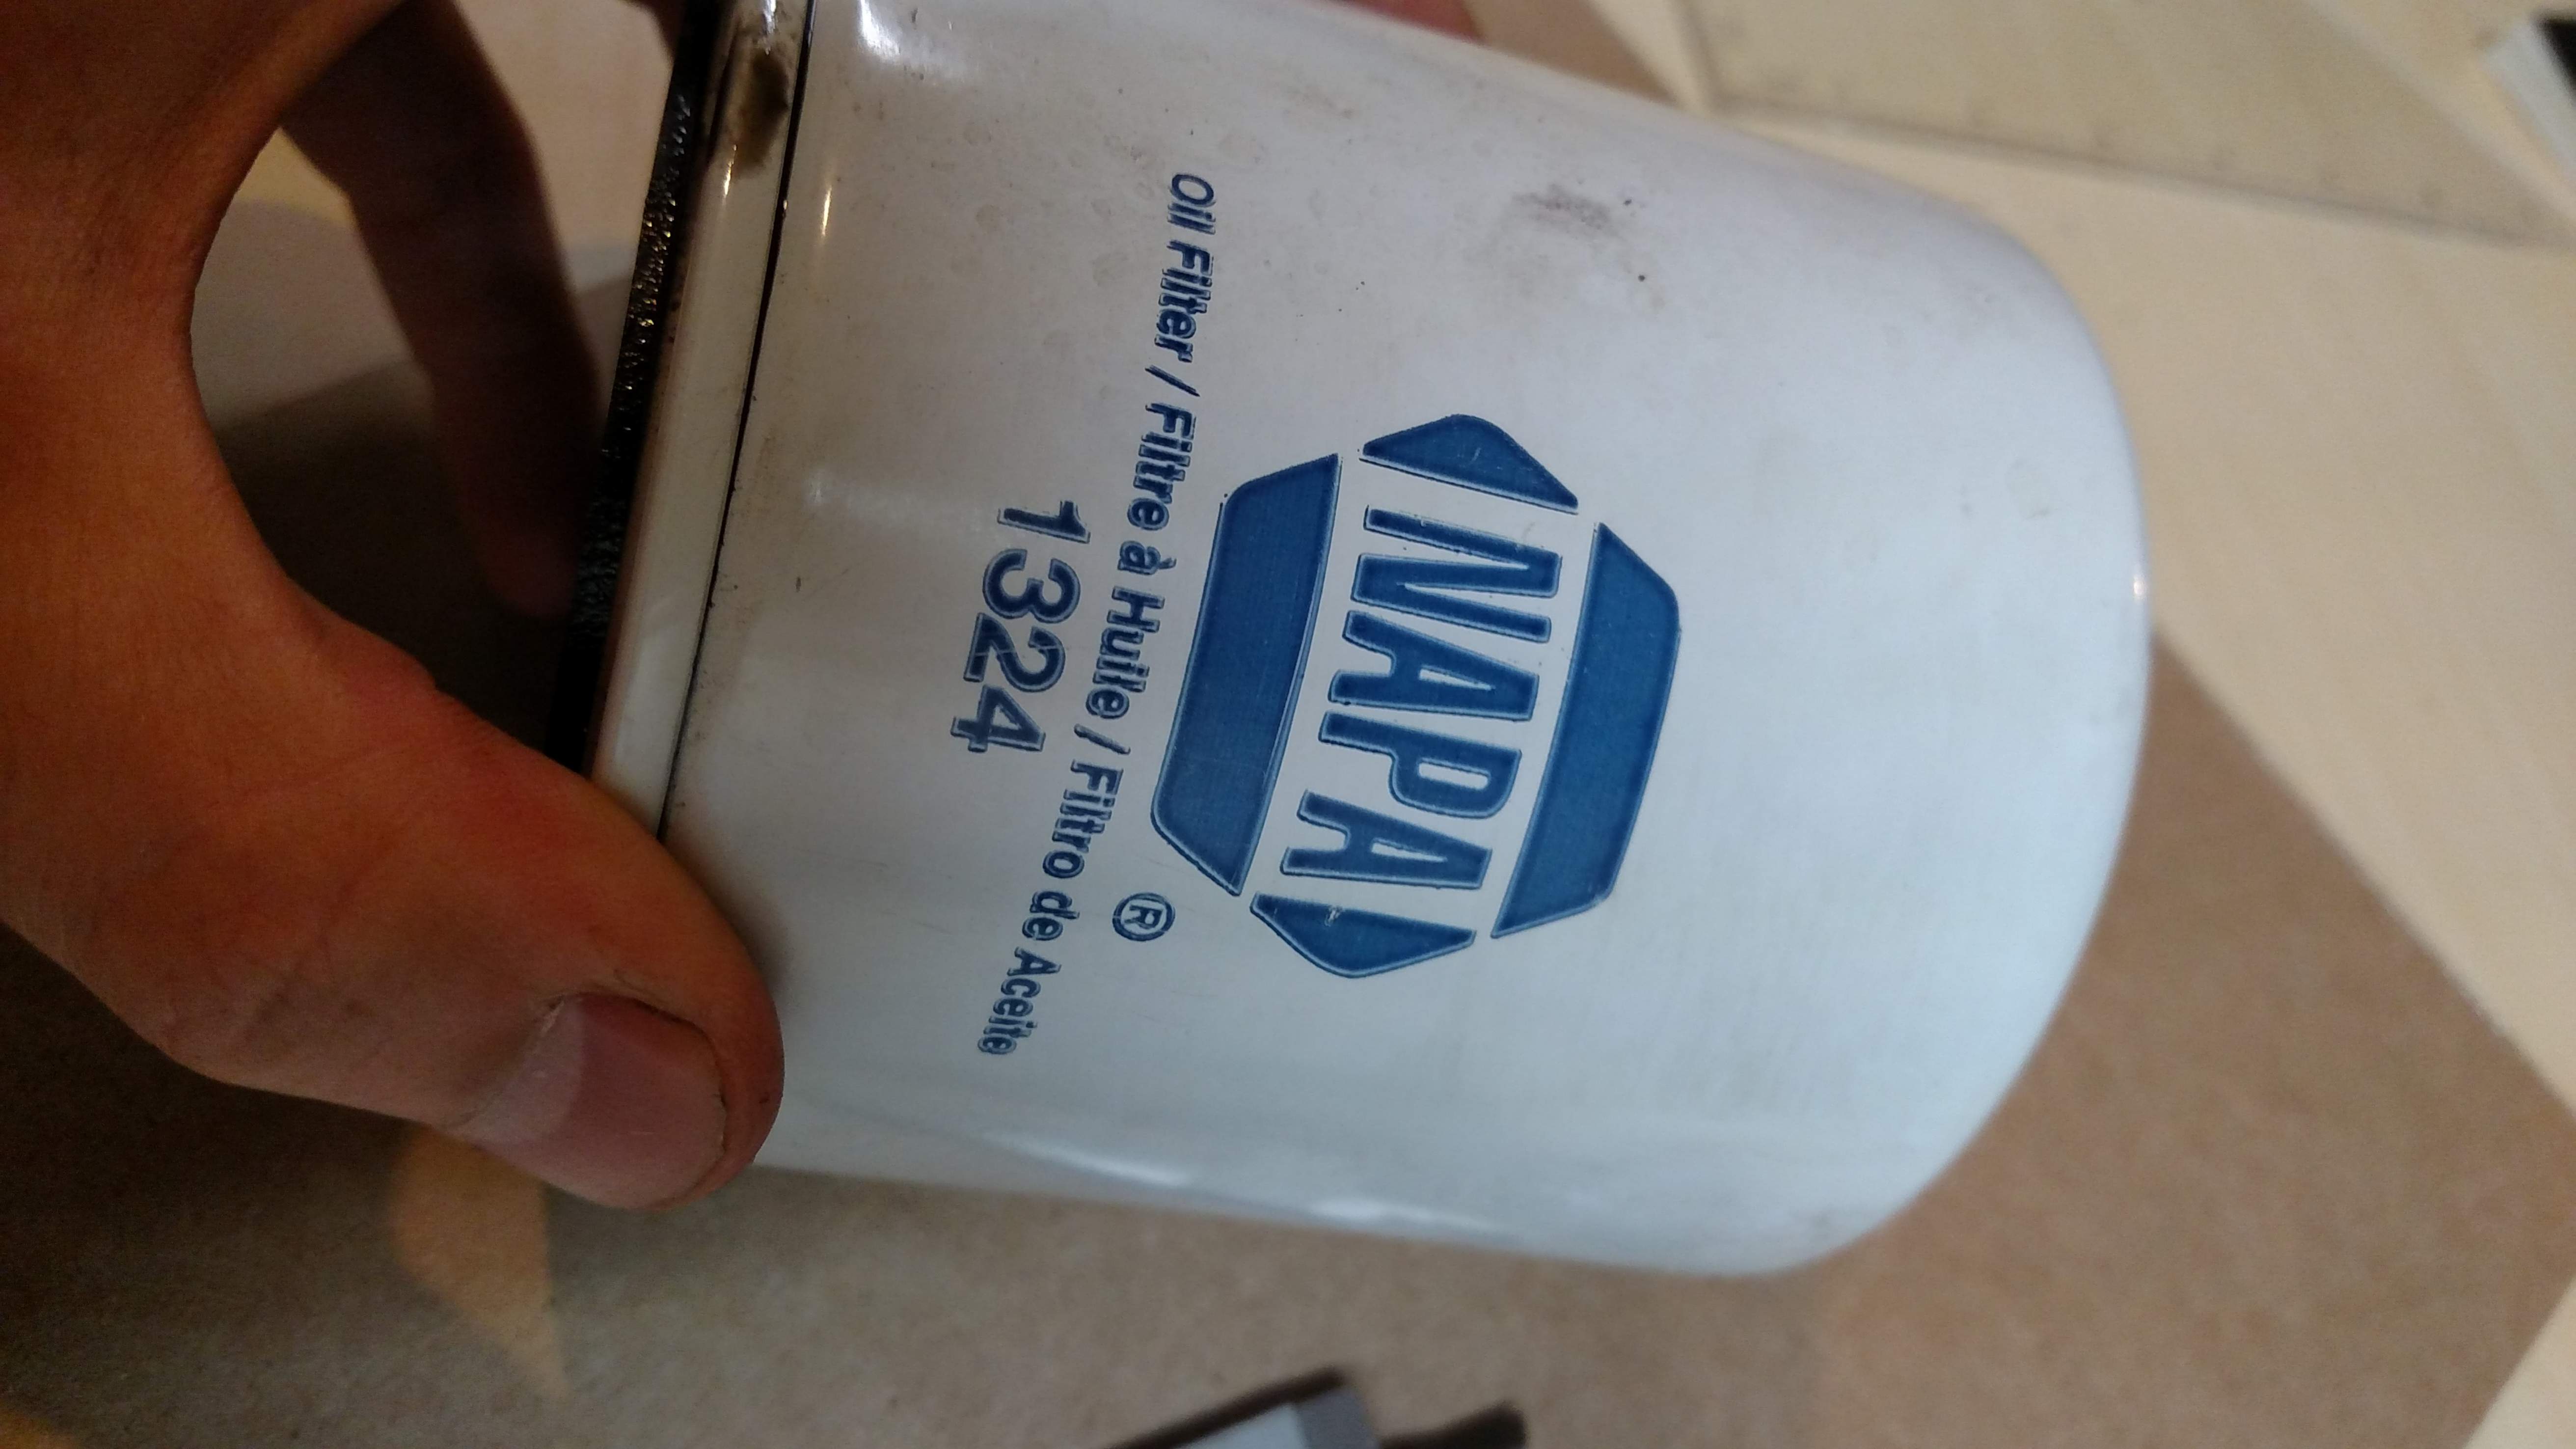 NAPA
®
Oil Filter / Filtre à Huile / Filtro de Aceite
1324